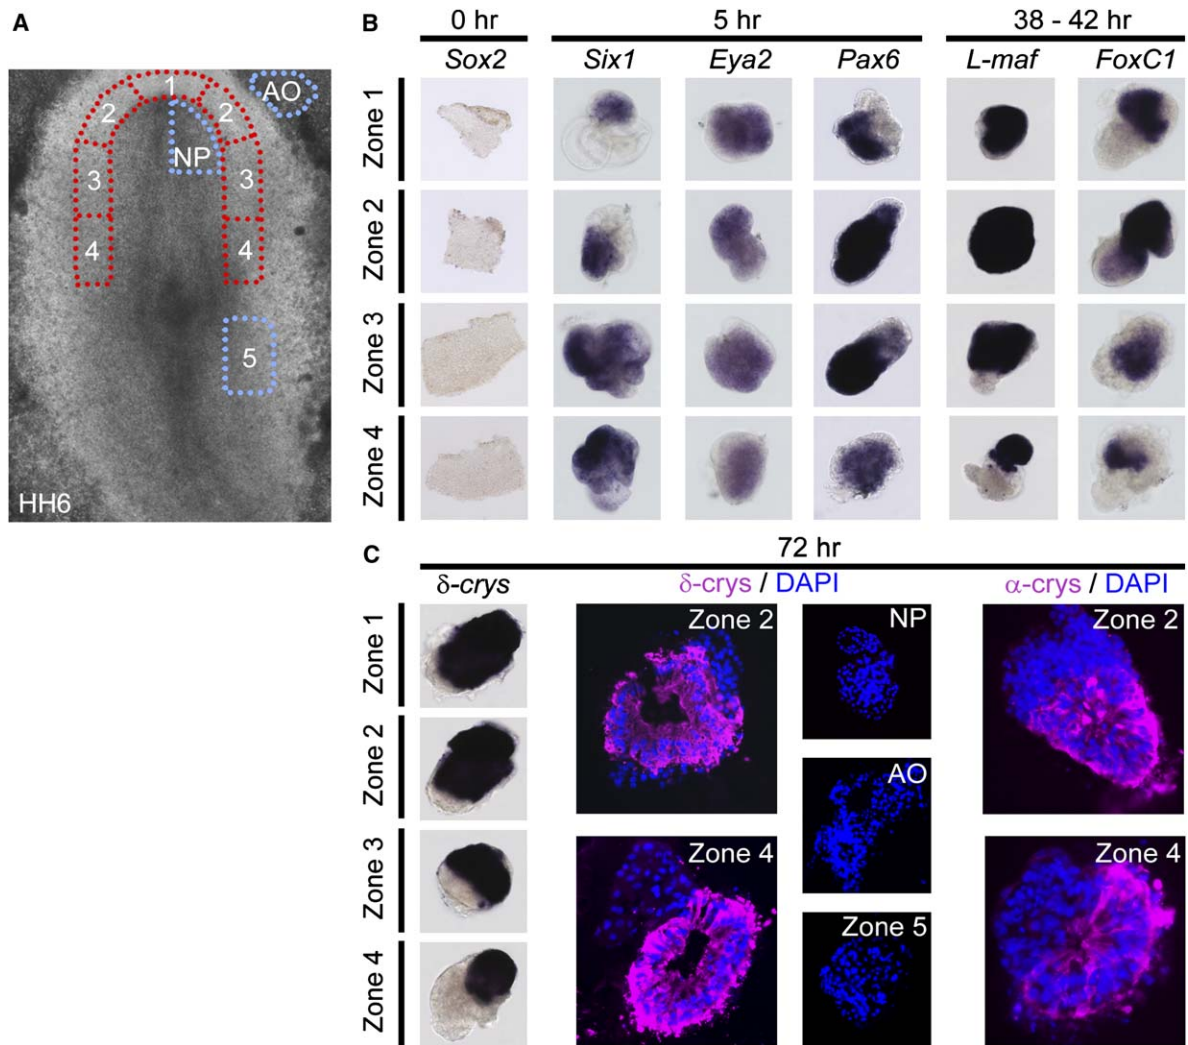 A
1
2
2
AO
NP
3
3
4
4
5
HH6
B
0 hr
5 hr
38 - 42 hr
Sox2
Six1
Eya2
Pax6
L-maf
FoxC1
Zone 1
Zone 2
Zone 3
Zone 4
C
72 hr
δ-crys
δ-crys / DAPI
α-crys / DAPI
Zone 1
Zone 2
Zone 3
Zone 4
Zone 2
NP
Zone 2
AO
Zone 4
Zone 5
Zone 4